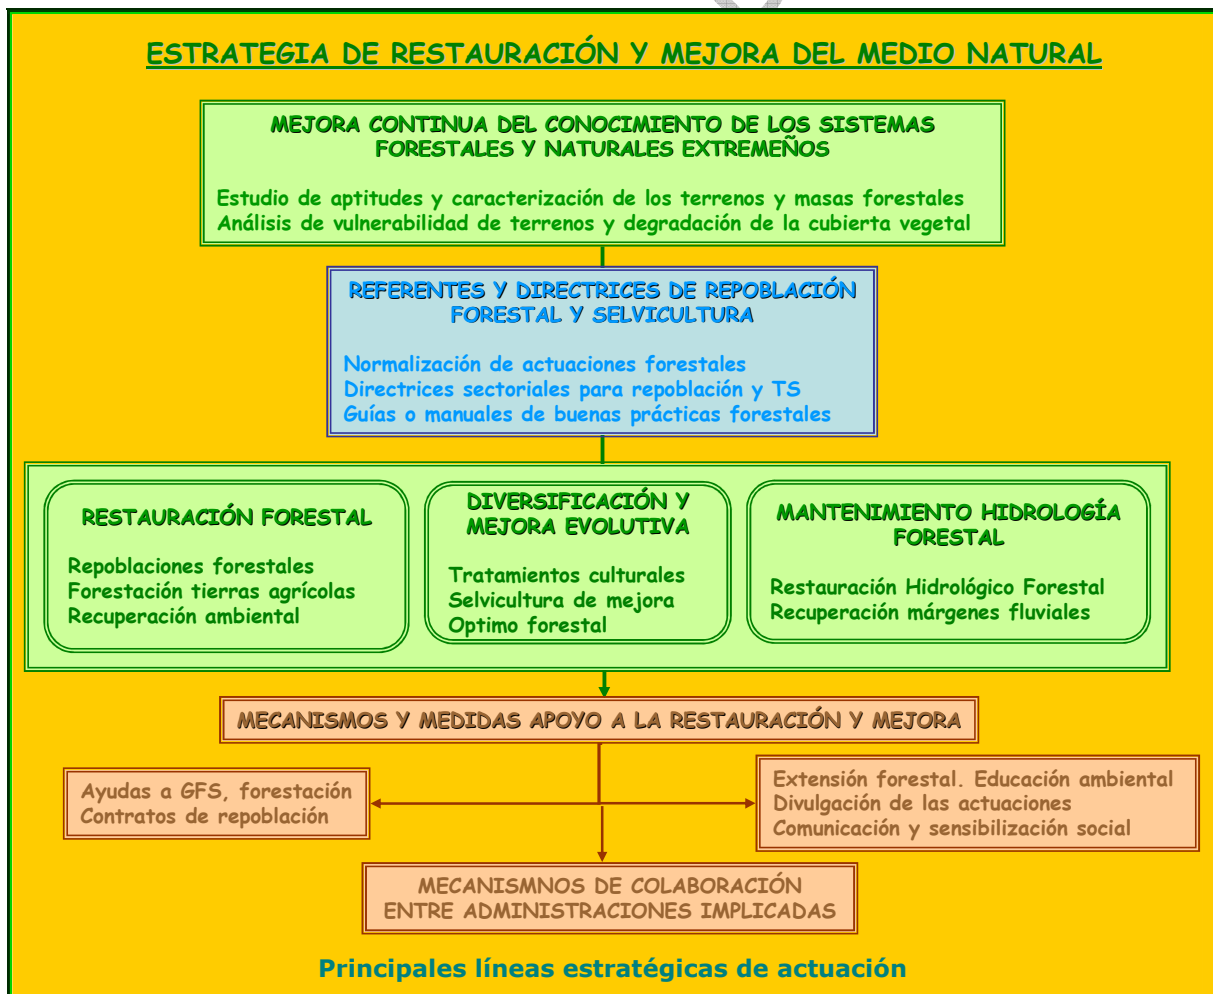 ESTRATEGIA DE RESTAURACIÓN Y MEJORA DEL MEDIO NATURAL
MEJORA CONTINUA DEL CONOCIMIENTO DE LOS SISTEMAS
FORESTALES Y NATURALES EXTREMEÑOS
Estudio de aptitudes y caracterización de los terrenos y masas forestales
Análisis de vulnerabilidad de terrenos y degradación de la cubierta vegetal
REFERENTES Y DIRECTRICES DE REPOBLACIÓN
FORESTAL Y SELVICULTURA
Normalización de actuaciones forestales
Directrices sectoriales para repoblación y TS
Guías o manuales de buenas prácticas forestales
RESTAURACIÓN FORESTAL
Repoblaciones forestales
Forestación tierras agrícolas
Recuperación ambiental
DIVERSIFICACIÓN Y
MEJORA EVOLUTIVA
Tratamientos culturales
Selvicultura de mejora
Optimo forestal
MANTENIMIENTO HIDROLOGÍA
FORESTAL
Restauración Hidrológico Forestal
Recuperación márgenes fluviales
MECANISMOS Y MEDIDAS APOYO A LA RESTAURACIÓN Y MEJORA
Ayudas a GFS, forestación
Contratos de repoblación
Extensión forestal. Educación ambiental
Divulgación de las actuaciones
Comunicación y sensibilización social
MECANISMNOS DE COLABORACIÓN
ENTRE ADMINISTRACIONES IMPLICADAS
Principales líneas estratégicas de actuación